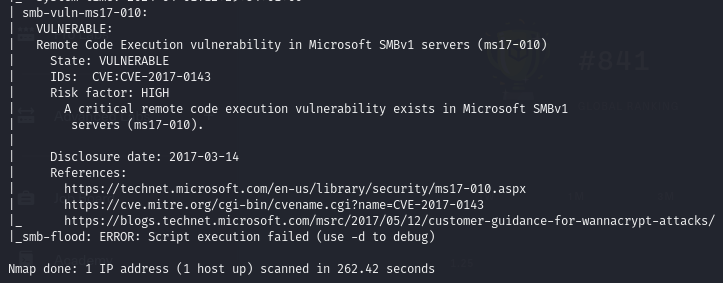 | smb-vuln-ms17-010:
|   VULNERABLE:
|   Remote Code Execution vulnerability in Microsoft SMBv1 servers (ms17-010)
|     State: VULNERABLE
|     IDs:  CVE:CVE-2017-0143
|     Risk factor: HIGH
|       A critical remote code execution vulnerability exists in Microsoft SMBv1
|        servers (ms17-010).
|
|     Disclosure date: 2017-03-14
|     References:
|       https://technet.microsoft.com/en-us/library/security/ms17-010.aspx
|       https://cve.mitre.org/cgi-bin/cvename.cgi?name=CVE-2017-0143
|_      https://blogs.technet.microsoft.com/msrc/2017/05/12/customer-guidance-for-wannacrypt-attacks/
|_smb-flood: ERROR: Script execution failed (use -d to debug)
Nmap done: 1 IP address (1 host up) scanned in 262.42 seconds
#841